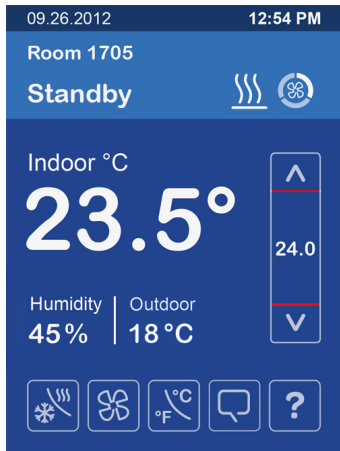 09.26.2012 12:54 PM
Room 1705
Standby
Indoor °C
23.5°
24.0
Humidity Outdoor
45% 18°C
°F °C ?